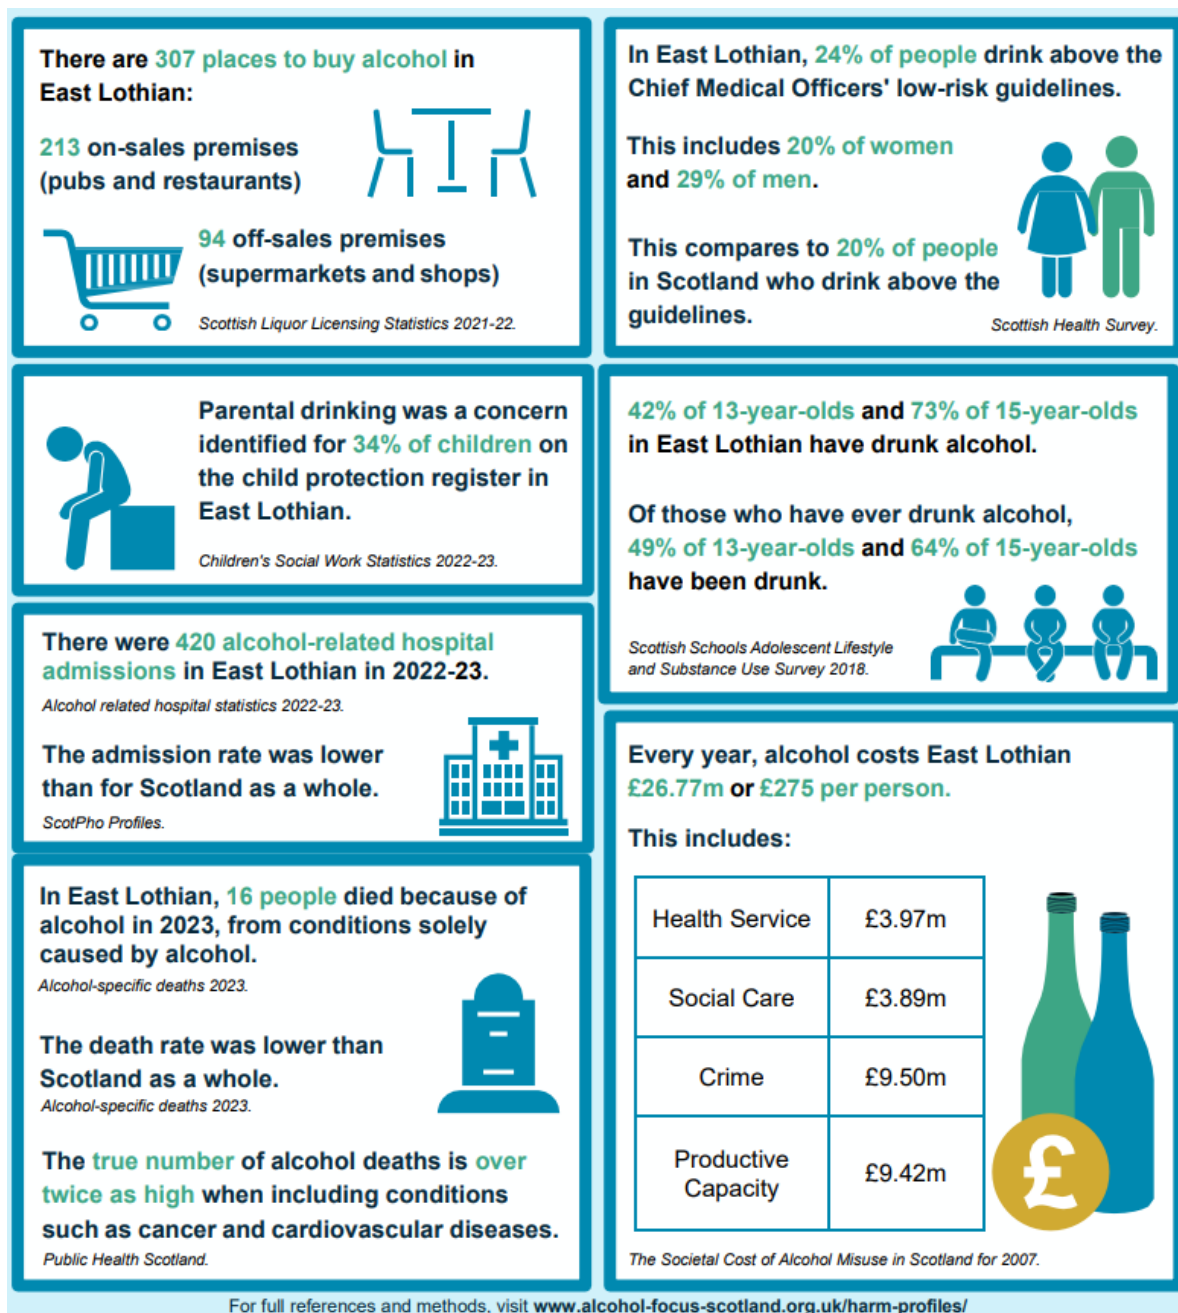 There are 307 places to buy alcohol in
East Lothian:
213 on-sales premises
(pubs and restaurants)
94 off-sales premises
(supermarkets and shops)
Scottish Liquor Licensing Statistics 2021-22.
In East Lothian, 24% of people drink above the
Chief Medical Officers' low-risk guidelines.
This includes 20% of women
and 29% of men.
This compares to 20% of people
in Scotland who drink above the
guidelines.
Scottish Health Survey.
Parental drinking was a concern
identified for 34% of children on
the child protection register in
East Lothian.
Children's Social Work Statistics 2022-23.
42% of 13-year-olds and 73% of 15-year-olds
in East Lothian have drunk alcohol.
Of those who have ever drunk alcohol,
49% of 13-year-olds and 64% of 15-year-olds
have been drunk.
Scottish Schools Adolescent Lifestyle
and Substance Use Survey 2018.
There were 420 alcohol-related hospital
admissions in East Lothian in 2022-23.
Alcohol related hospital statistics 2022-23.
The admission rate was lower
than for Scotland as a whole.
ScotPho Profiles.
In East Lothian, 16 people died because of
alcohol in 2023, from conditions solely
caused by alcohol.
Alcohol-specific deaths 2023.
The death rate was lower than
Scotland as a whole.
Alcohol-specific deaths 2023.
The true number of alcohol deaths is over
twice as high when including conditions
such as cancer and cardiovascular diseases.
Public Health Scotland.
Every year, alcohol costs East Lothian
£26.77m or £275 per person.
This includes:
Health Service £3.97m
Social Care £3.89m
Crime £9.50m
Productive
Capacity £9.42m
£
The Societal Cost of Alcohol Misuse in Scotland for 2007.
For full references and methods, visit www.alcohol-focus-scotland.org.uk/harm-profiles/